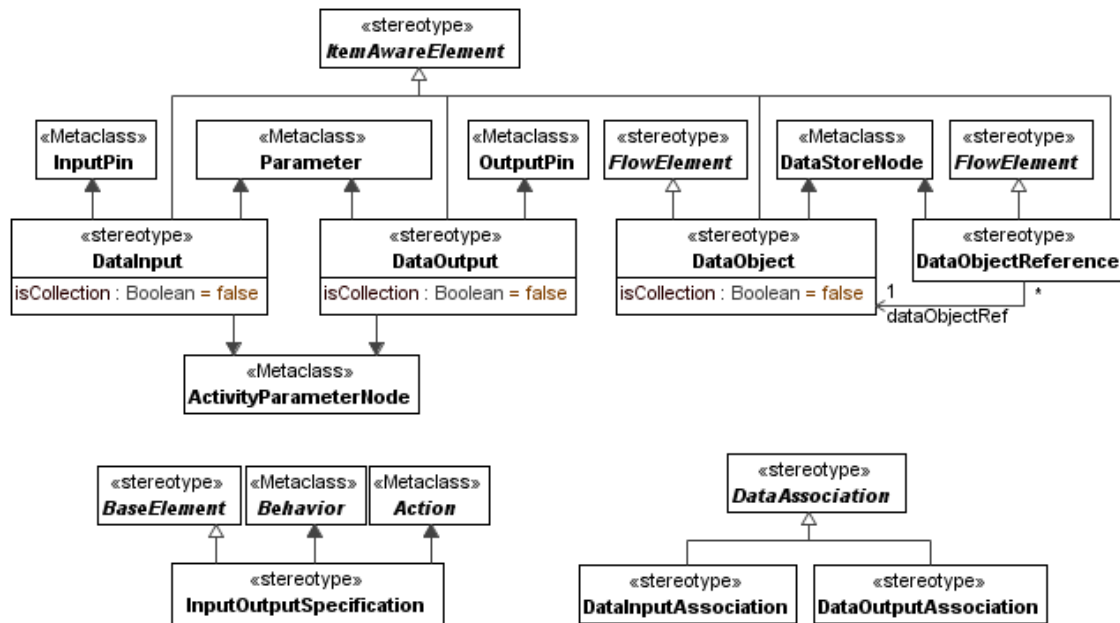 «stereotype»
ItemAwareElement
«Metaclass»
InputPin
«Metaclass»
Parameter
«Metaclass»
OutputPin
«stereotype»
FlowElement
«Metaclass»
DataStoreNode
«stereotype»
FlowElement
«stereotype»
DataInput
isCollection : Boolean = false
«stereotype»
DataOutput
isCollection : Boolean = false
«stereotype»
DataObject
isCollection : Boolean = false
«stereotype»
DataObjectReference
1
*
dataObjectRef
«Metaclass»
ActivityParameterNode
«stereotype»
BaseElement
«Metaclass»
Behavior
«Metaclass»
Action
«stereotype»
InputOutputSpecification
«stereotype»
DataAssociation
«stereotype»
DataInputAssociation
«stereotype»
DataOutputAssociation